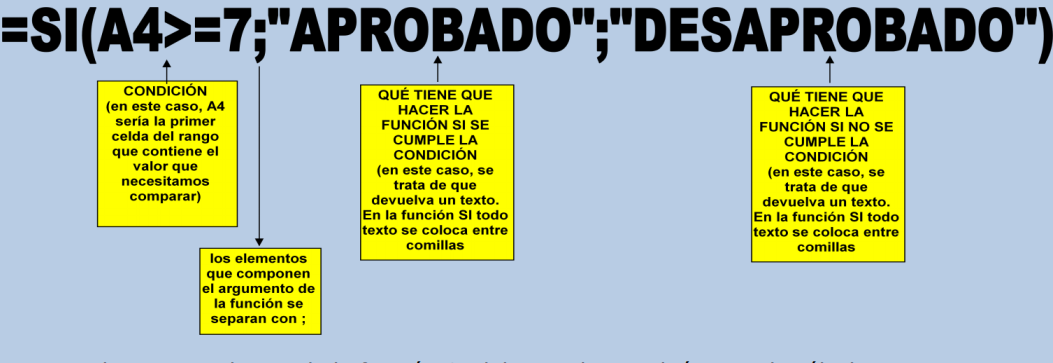 =SI(A4>=7;"APROBADO";"DESAPROBADO")
CONDICIÓN
(en este caso, A4
sería la primer
celda del rango
que contiene el
valor que
necesitamos
comparar)
los elementos
que componen
el argumento de
la función se
separan con ;
QUÉ TIENE QUE
HACER LA
FUNCIÓN SI SE
CUMPLE LA
CONDICIÓN
(en este caso, se
trata de que
devuelva un texto.
En la función SI todo
texto se coloca entre
comillas
QUÉ TIENE QUE
HACER LA
FUNCIÓN SI NO SE
CUMPLE LA
CONDICIÓN
(en este caso, se
trata de que
devuelva un texto.
En la función SI todo
texto se coloca entre
comillas